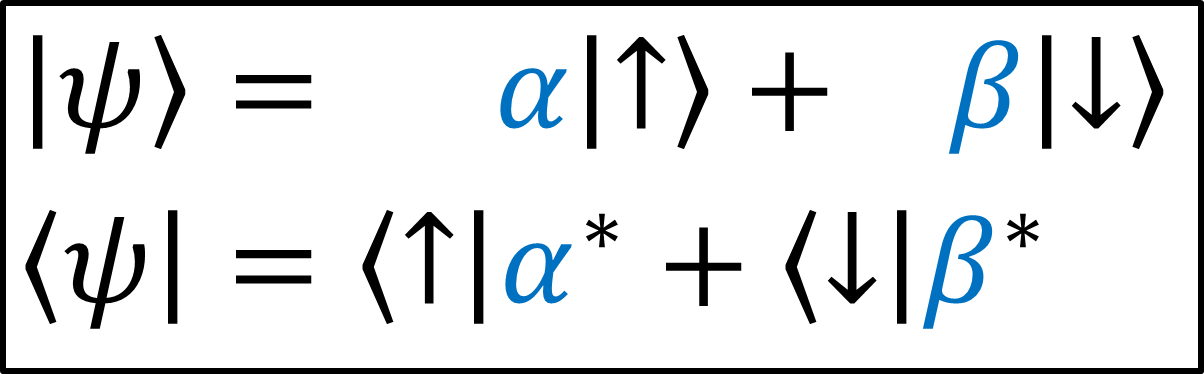 |ψ⟩ = α|↑⟩ + β|↓⟩
⟨ψ| = ⟨↑|α* + ⟨↓|β*